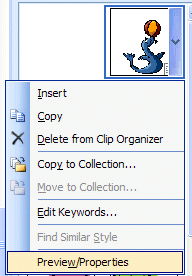 Insert
Copy
Delete from Clip Organizer
Copy to Collection...
Move to Collection...
Edit Keywords...
Find Similar Style
Preview/Properties